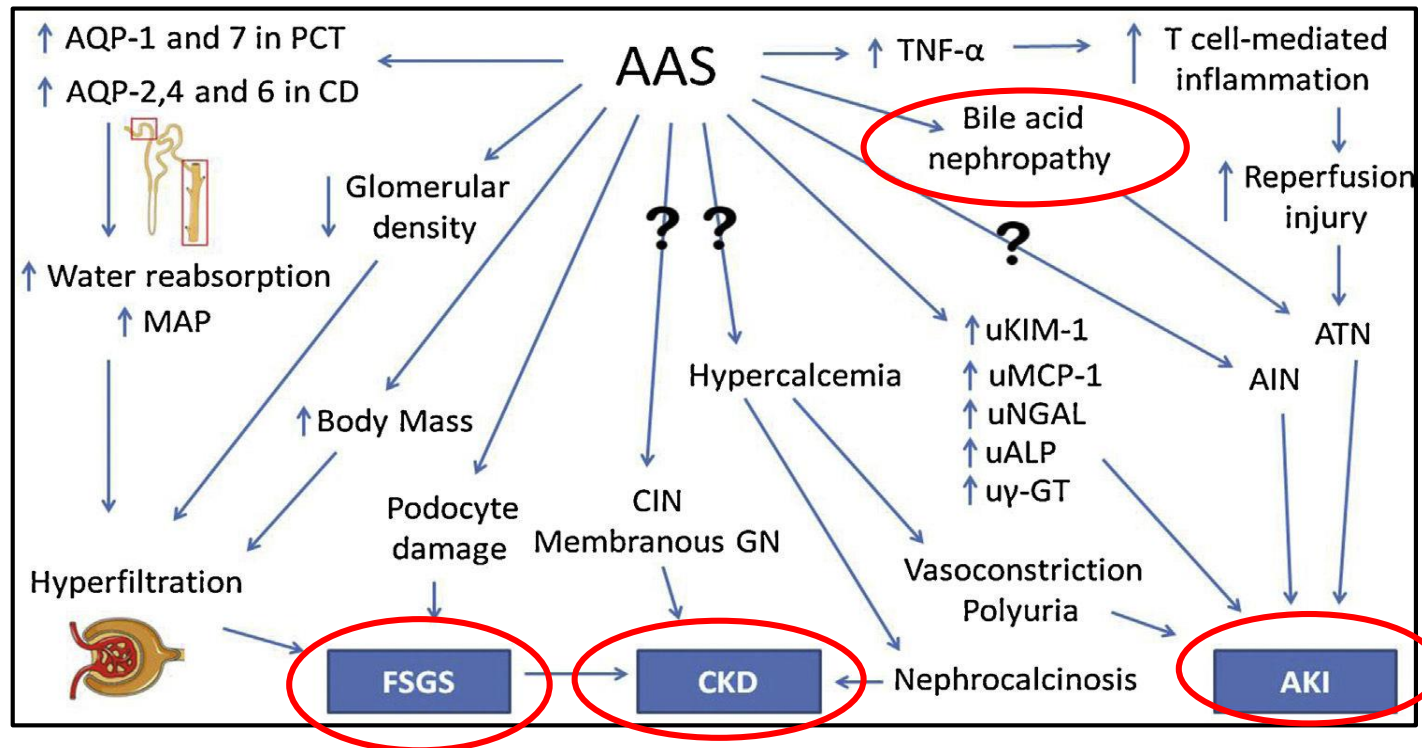 ↑ AQP-1 and 7 in PCT
↑ AQP-2,4 and 6 in CD
AAS
↑ TNF-α
↑ T cell-mediated
inflammation
Bile acid
nephropathy
↓ Glomerular
density
? ? ?
↑ Reperfusion
injury
↑ Water reabsorption
↑ MAP
↑ uKIM-1
↑ uMCP-1
↑ uNGAL
↑ uALP
↑ uγ-GT
ATN
AIN
Hypercalcemia
↑ Body Mass
Podocyte
damage
CIN
Membranous GN
Vasoconstriction
Polyuria
Hyperfiltration
FSGS
CKD
Nephrocalcinosis
AKI